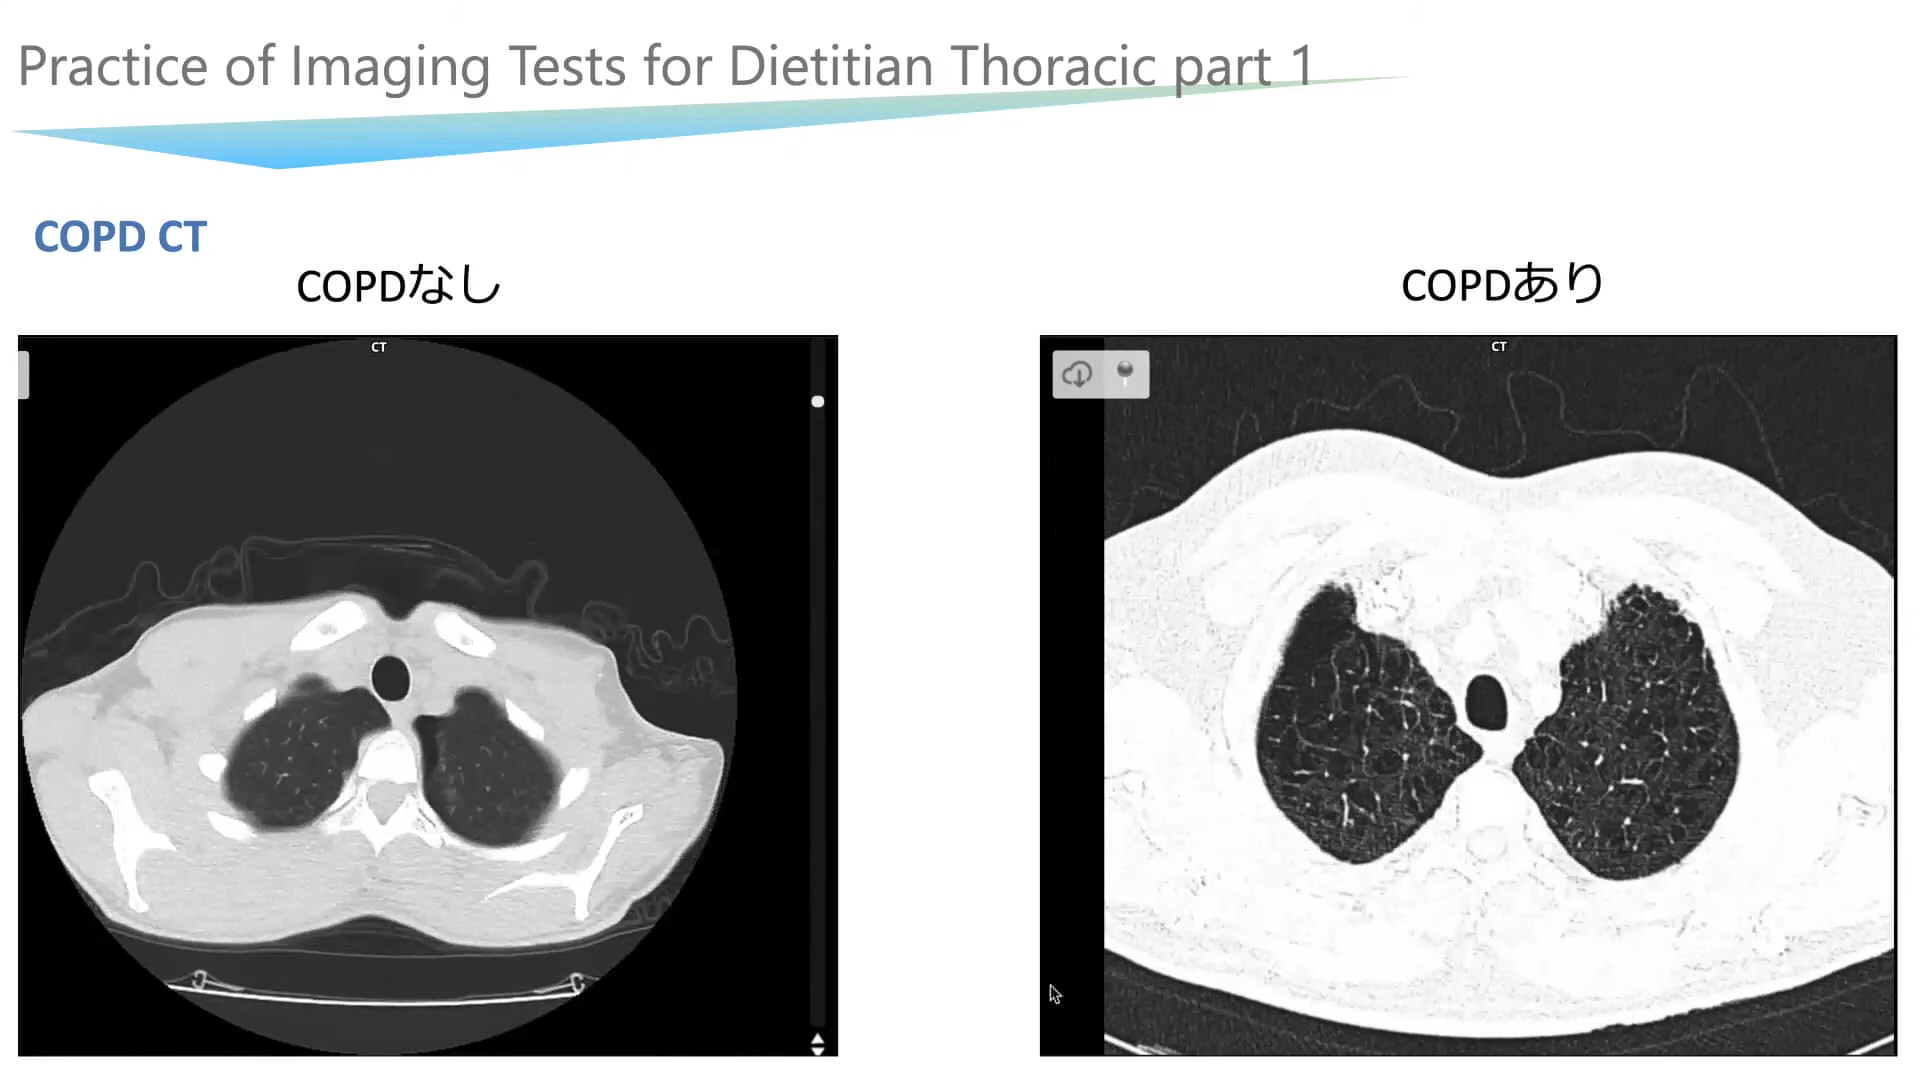 Practice of Imaging Tests for Dietitian Thoracic part 1
COPD CT
COPDなし
COPDあり
CT
CT